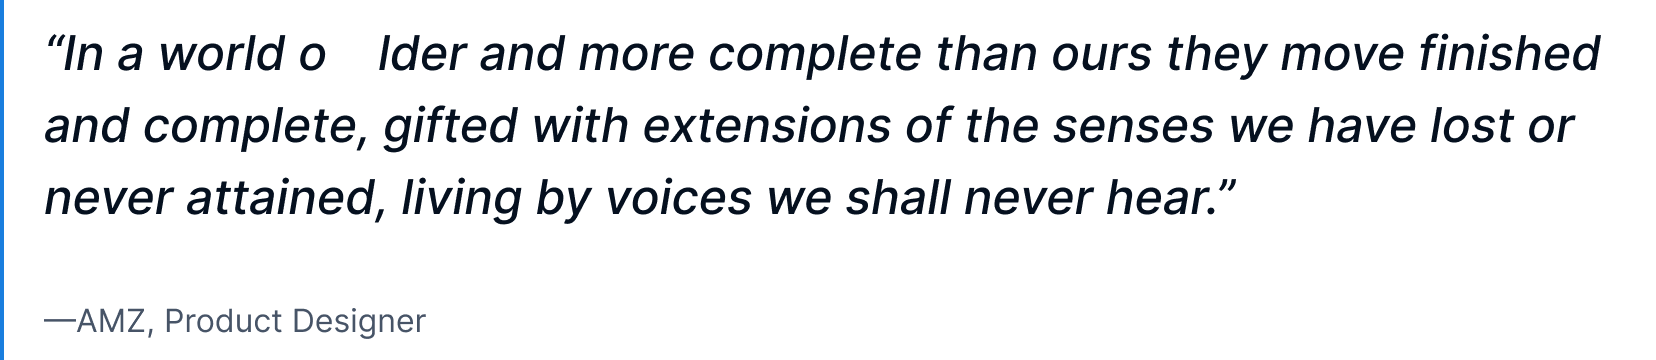 “In a world o    lder and more complete than ours they move finished
and complete, gifted with extensions of the senses we have lost or
never attained, living by voices we shall never hear.”
—AMZ, Product Designer